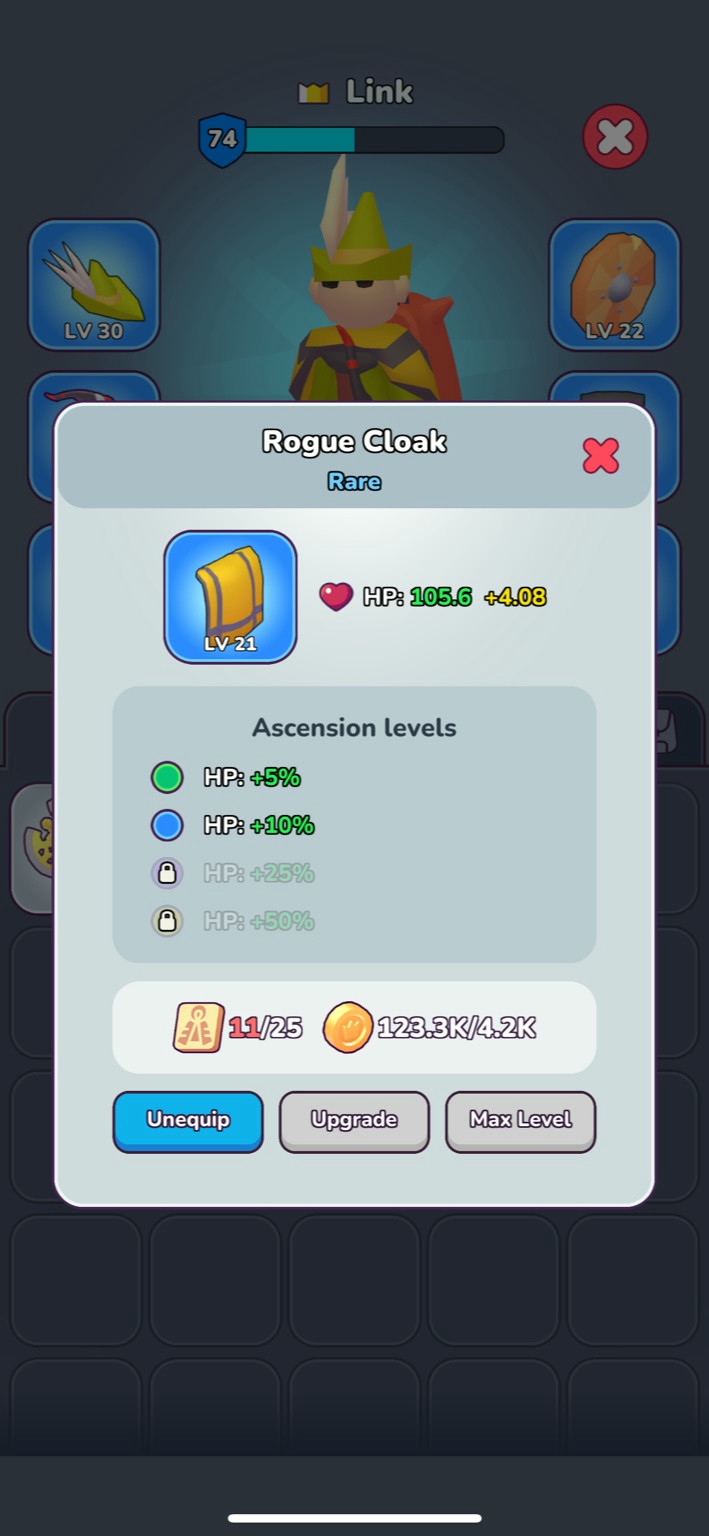 Link
74
LV 30
LV 22
Rogue Cloak
Rare
LV 21
HP: 105.6 +4.08
Ascension levels
HP: +5%
HP: +10%
HP: +25%
HP: +50%
11/25 123.3K/4.2K
Unequip Upgrade Max Level